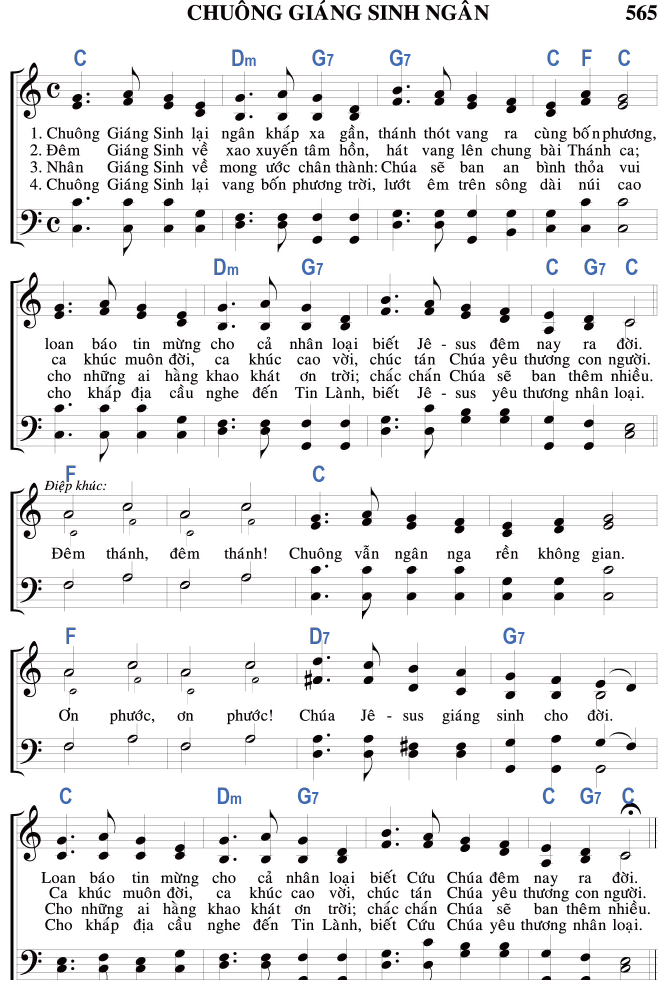 CHUÔNG GIÁNG SINH NGÂN 565
C Dm G7 G7 C F C
1. Chuông Giáng Sinh lại ngân khắp xa gần, thánh thót vang ra cùng bốn phương,
2. Đêm Giáng Sinh về xao xuyến tâm hồn, hát vang lên chung bài Thánh ca;
3. Nhân Giáng Sinh về mong ước chân thành: Chúa sẽ ban an bình thỏa vui
4. Chuông Giáng Sinh lại vang bốn phương trời, lướt êm trên sông dài núi cao
Dm G7 C G7 C
loan báo tin mừng cho cả nhân loại biết Jê - sus đêm nay ra đời.
ca khúc muôn đời, ca khúc cao vời, chúc tán Chúa yêu thương con người.
cho những ai hằng khao khát ơn trời; chắc chắn Chúa sẽ ban thêm nhiều.
cho khắp địa cầu nghe đến Tin Lành, biết Jê - sus yêu thương nhân loại.
F C
Điệp khúc:
Đêm thánh, đêm thánh! Chuông vẫn ngân nga rền không gian.
F D7 G7
Ơn phước, ơn phước! Chúa Jê - sus giáng sinh cho đời.
C Dm G7 C G7 C
Loan báo tin mừng cho cả nhân loại biết Cứu Chúa đêm nay ra đời.
Ca khúc muôn đời, ca khúc cao vời, chúc tán Chúa yêu thương con người.
Cho những ai hằng khao khát ơn trời; chắc chắn Chúa sẽ ban thêm nhiều.
Cho khắp địa cầu nghe đến Tin Lành, biết Cứu Chúa yêu thương nhân loại.